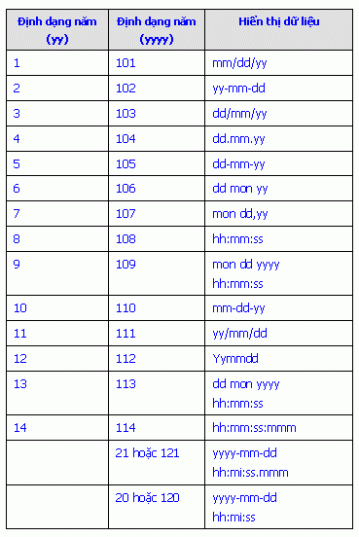 Định dạng năm (yy) Định dạng năm (yyyy) Hiển thị dữ liệu
1 101 mm/dd/yy
2 102 yy-mm-dd
3 103 dd/mm/yy
4 104 dd.mm.yy
5 105 dd-mm-yy
6 106 dd mon yy
7 107 mon dd,yy
8 108 hh:mm:ss
9 109 mon dd yyyy
hh:mm:ss
10 110 mm-dd-yy
11 111 yy/mm/dd
12 112 Yymmdd
13 113 dd mon yyyy
hh:mm:ss
14 114 hh:mm:ss:mmm
21 hoặc 121 yyyy-mm-dd
hh:mi:ss.mmm
20 hoặc 120 yyyy-mm-dd
hh:mi:ss